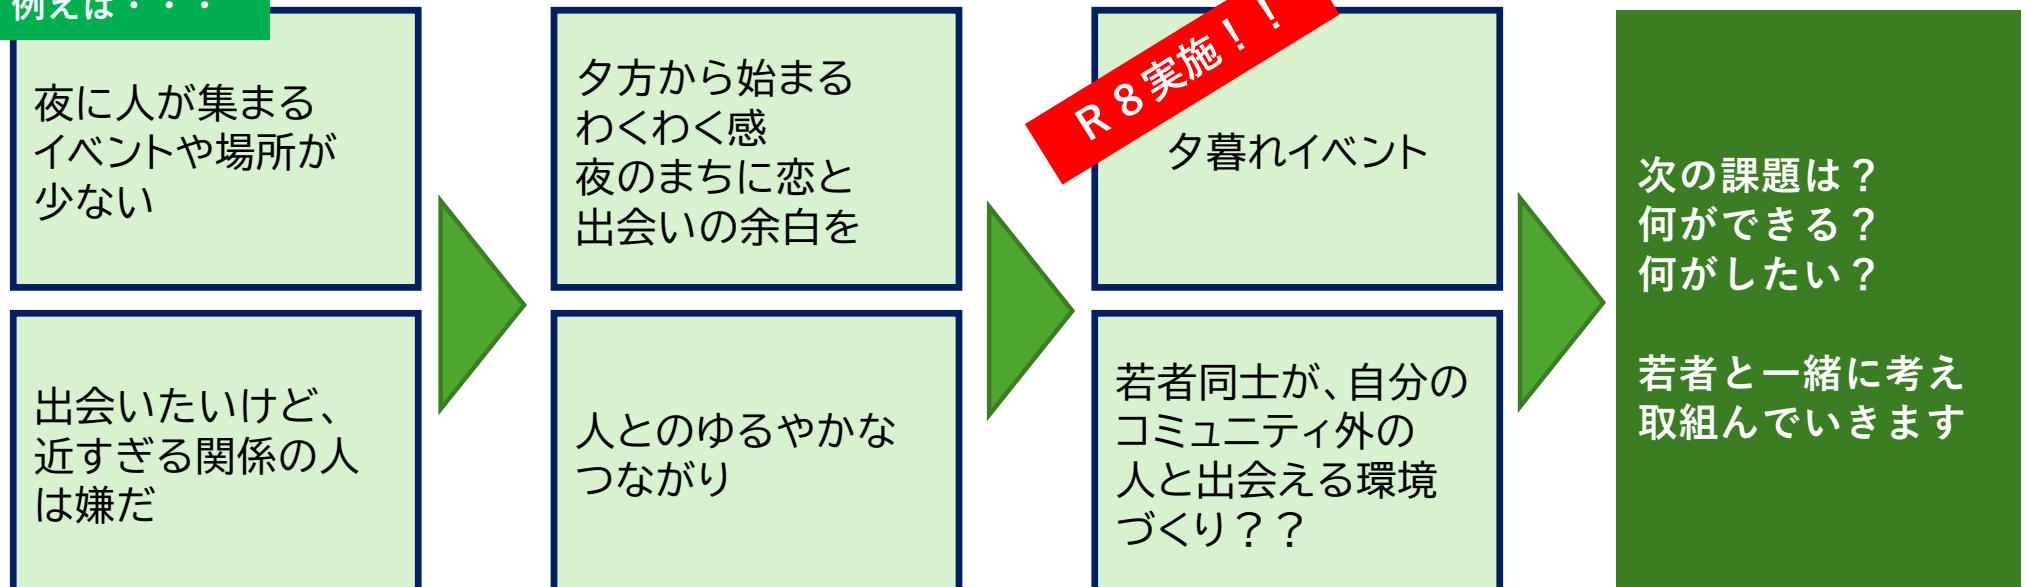 例えば・・・
夜に人が集まる
イベントや場所が
少ない
夕方から始まる
わくわく感
夜のまちに恋と
出会いの余白を
R8実施！！
夕暮れイベント
出会いたいけど、
近すぎる関係の人
は嫌だ
人とのゆるやかな
つながり
若者同士が、自分の
コミュニティ外の
人と出会える環境
づくり？？
次の課題は？
何ができる？
何がしたい？
若者と一緒に考え
取組んでいきます